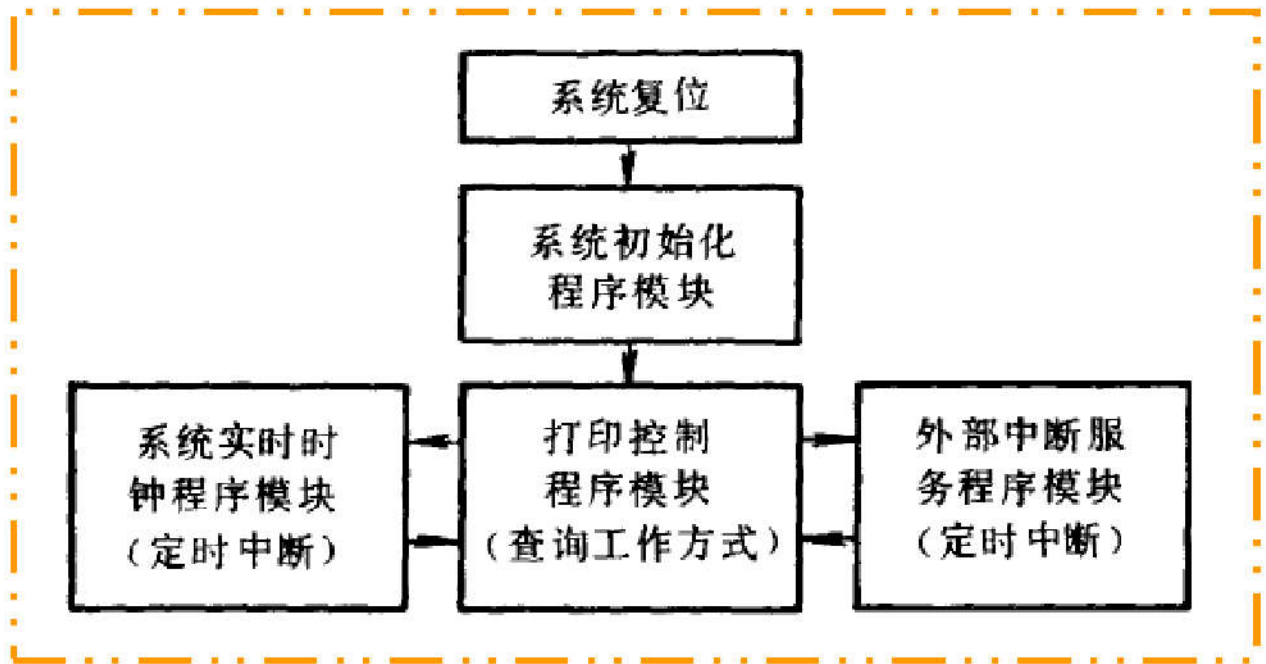 系统复位
系统初始化
程序模块
系统实时时
钟程序模块
（定时中断）
打印控制
程序模块
（查询工作方式）
外部中断服
务程序模块
（定时中断）